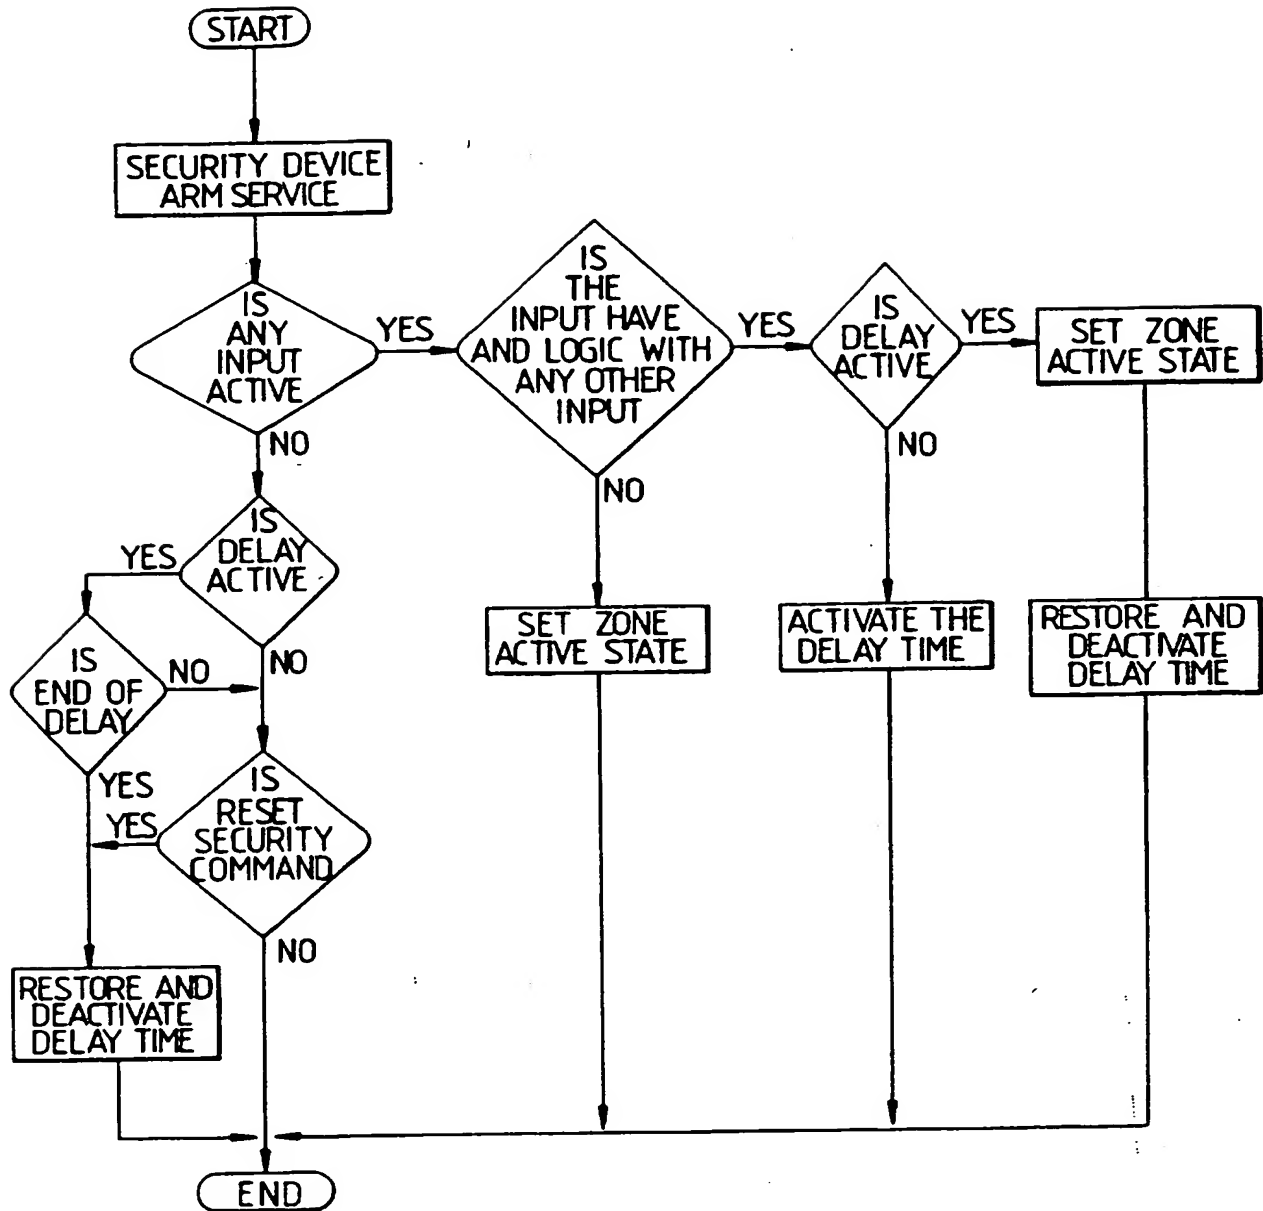 START
SECURITY DEVICE
ARM SERVICE
IS
ANY
INPUT
ACTIVE
YES
NO
IS
THE
INPUT HAVE
AND LOGIC WITH
ANY OTHER
INPUT
YES
NO
IS
DELAY
ACTIVE
YES
NO
SET ZONE
ACTIVE STATE
IS
DELAY
ACTIVE
YES
NO
IS
END OF
DELAY
NO
YES
IS
RESET
SECURITY
COMMAND
YES
NO
SET ZONE
ACTIVE STATE
ACTIVATE THE
DELAY TIME
RESTORE AND
DEACTIVATE
DELAY TIME
RESTORE AND
DEACTIVATE
DELAY TIME
END